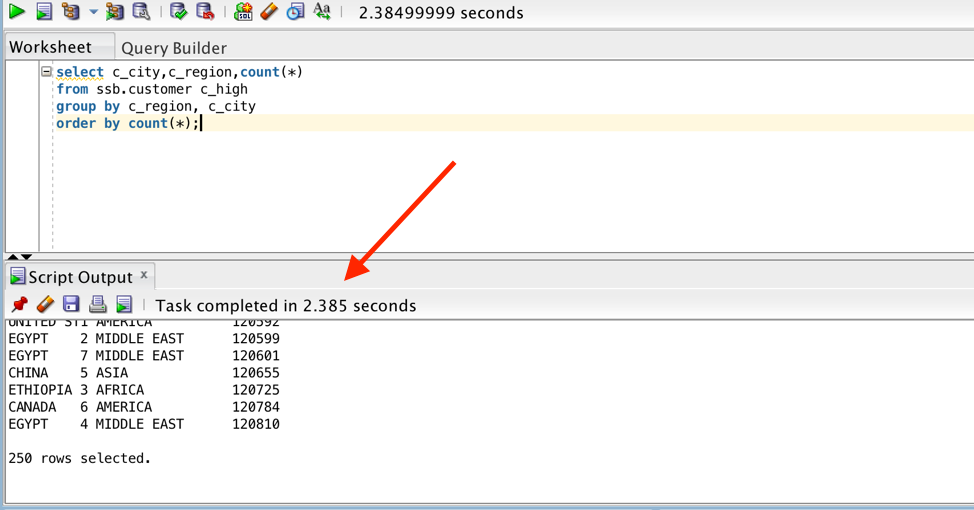 2.38499999 seconds
Worksheet Query Builder
select c_city,c_region,count(*)
from ssb.customer c_high
group by c_region, c_city
order by count(*);
Script Output x
Task completed in 2.385 seconds
UNITED ST1 AMERICA 120592
EGYPT 2 MIDDLE EAST 120599
EGYPT 7 MIDDLE EAST 120601
CHINA 5 ASIA 120655
ETHIOPIA 3 AFRICA 120725
CANADA 6 AMERICA 120784
EGYPT 4 MIDDLE EAST 120810
250 rows selected.